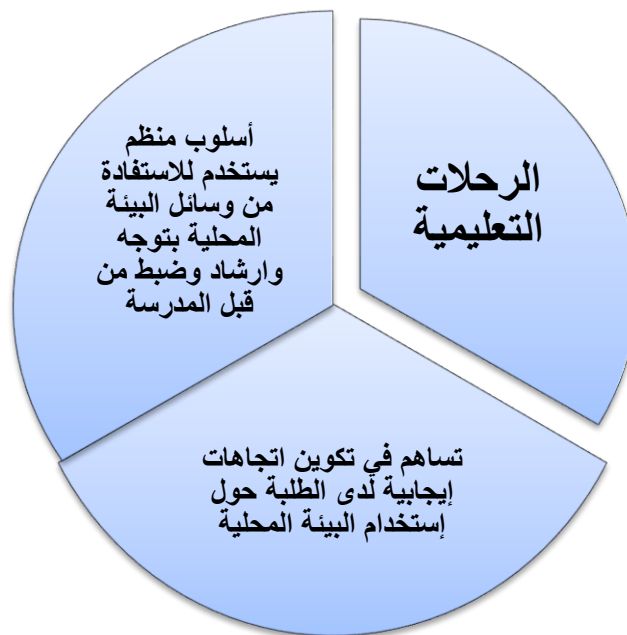 الرحلات
التعليمية
أسلوب منظم
يستخدم للاستفادة
من وسائل البيئة
المحلية بتوجه
وارشاد وضبط من
قبل المدرسة
تساهم في تكوين اتجاهات
إيجابية لدى الطلبة حول
إستخدام البيئة المحلية